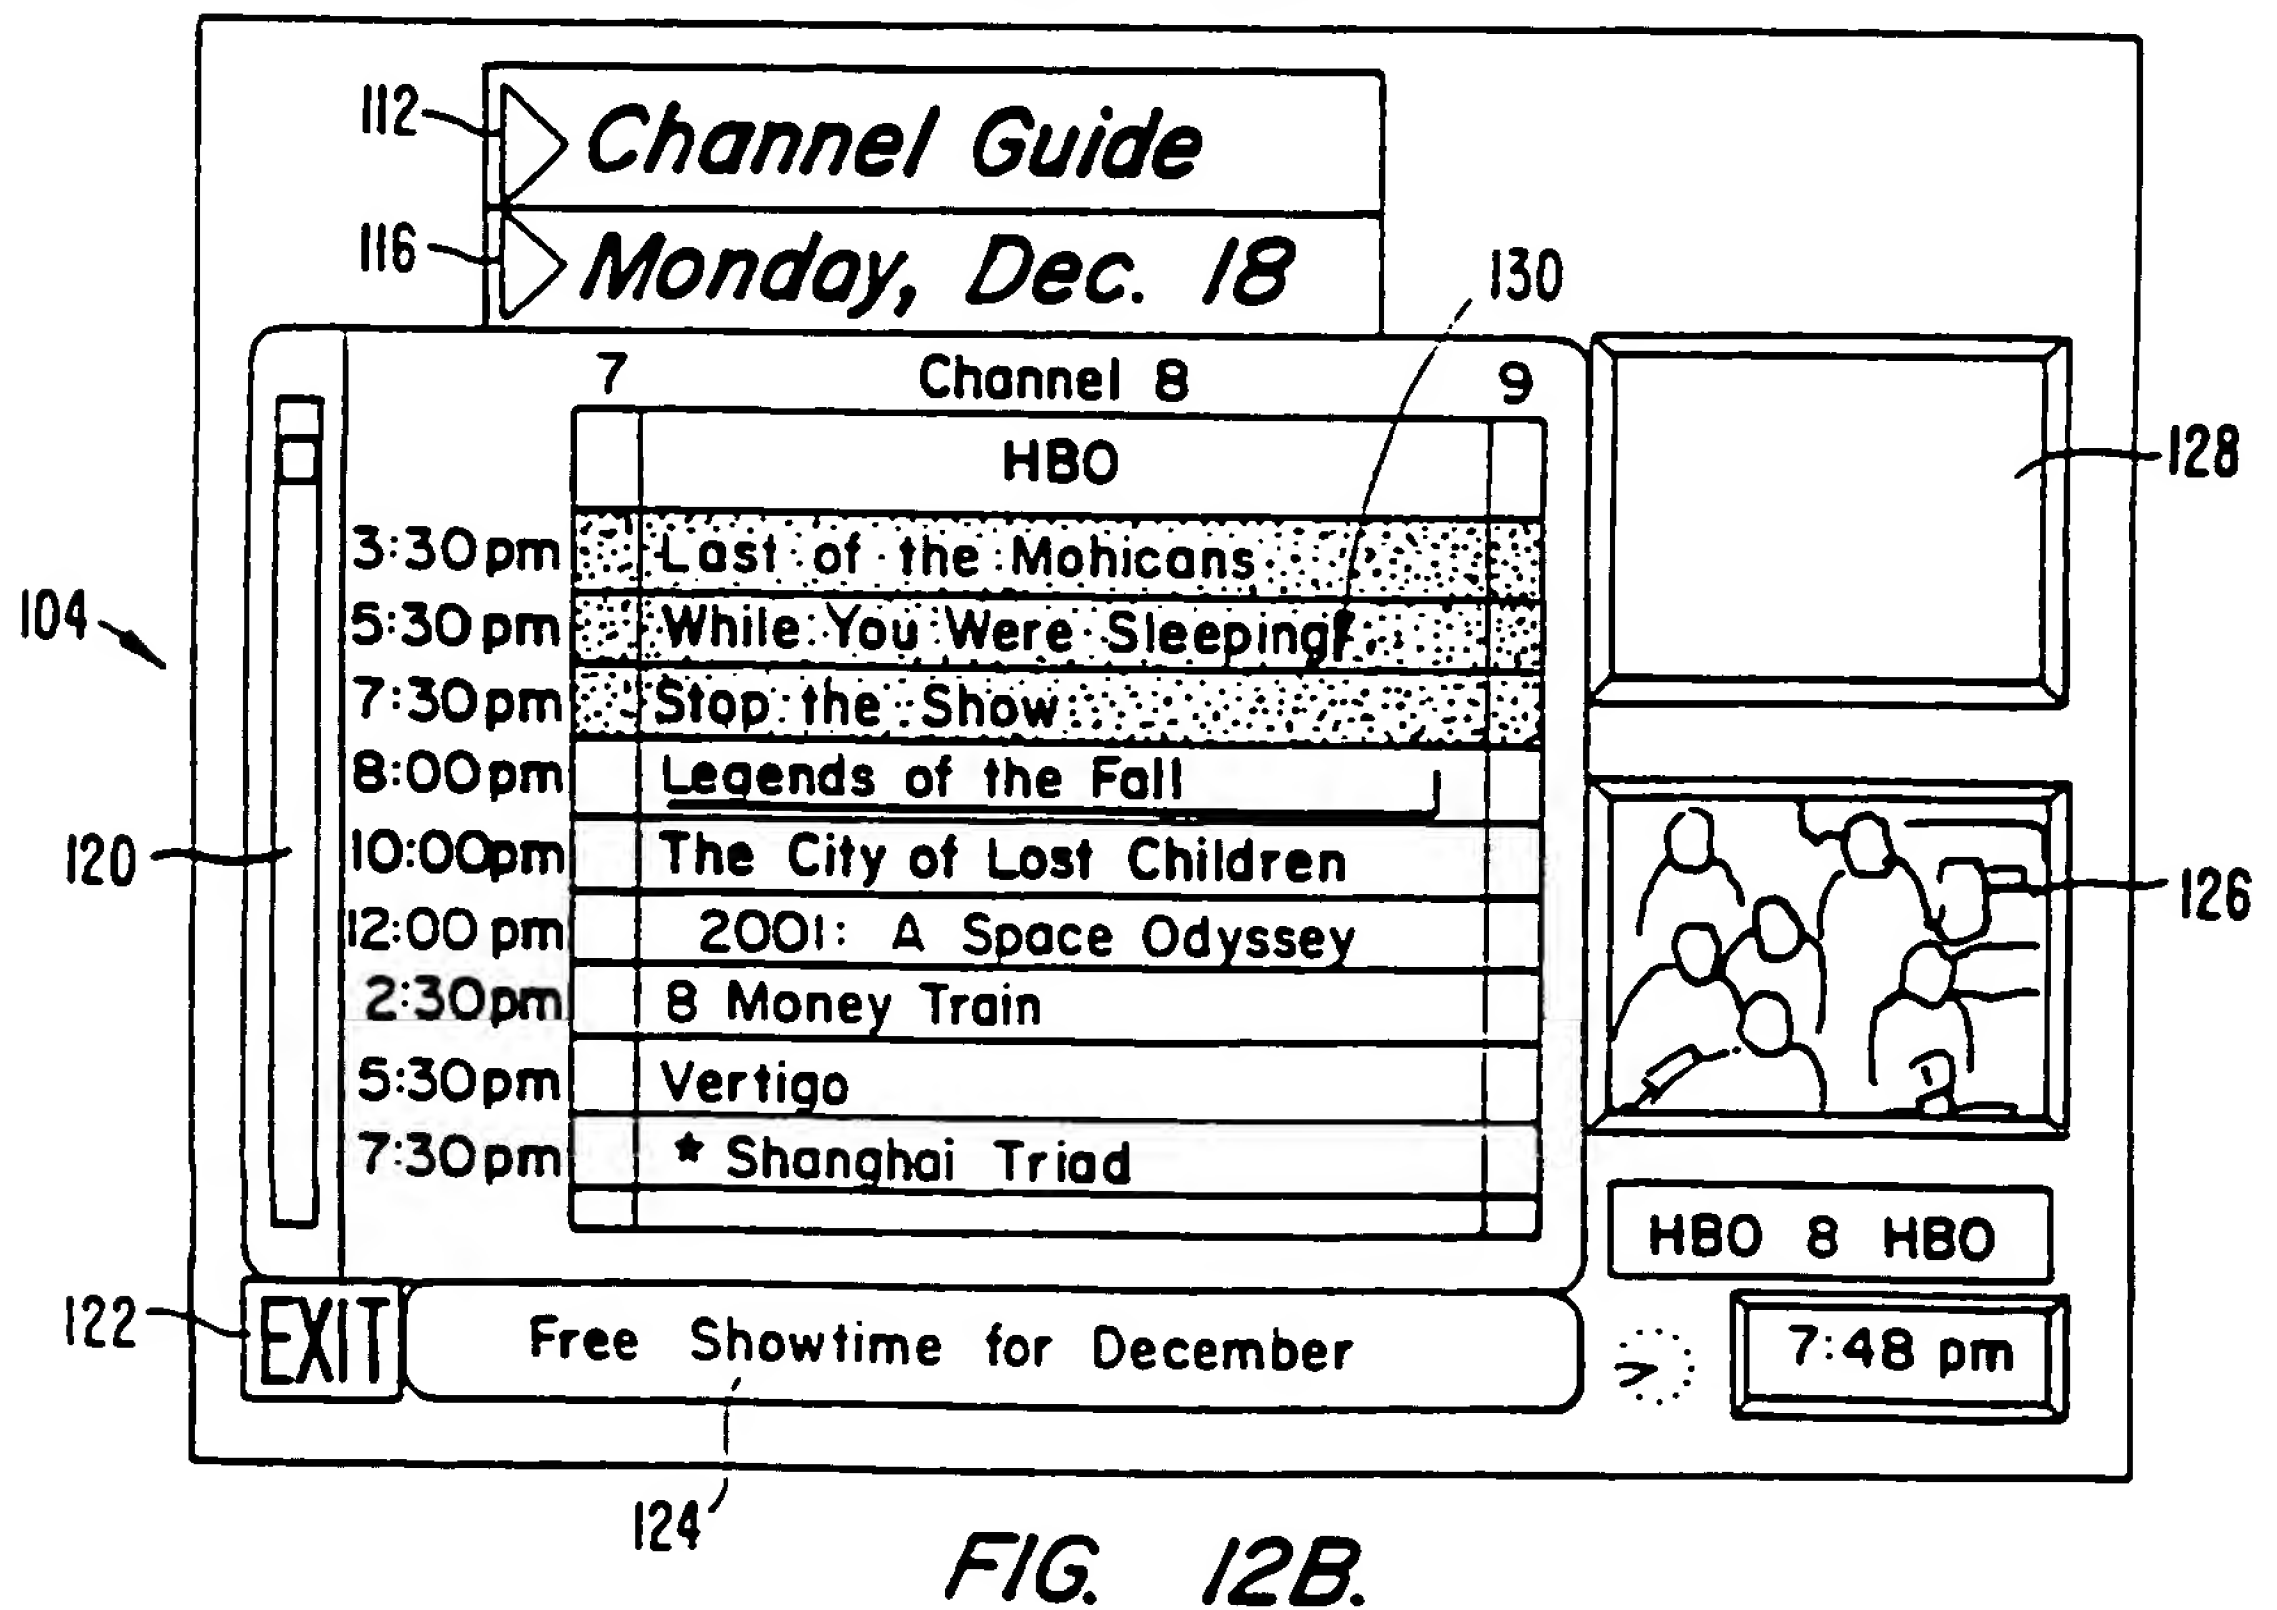 112 Channel Guide
116 Monday, Dec. 18
130
7 Channel 8 9
HBO
128
3:30pm Last of the Mohicans
104
5:30pm While You Were Sleeping
7:30pm Stop the Show
8:00pm Legends of the Fall
120
10:00pm The City of Lost Children
126
12:00 pm 2001: A Space Odyssey
2:30pm 8 Money Train
5:30pm Vertigo
7:30pm * Shanghai Triad
HBO 8 HBO
122 EXIT Free Showtime for December
7:48 pm
124
FIG. 12B.